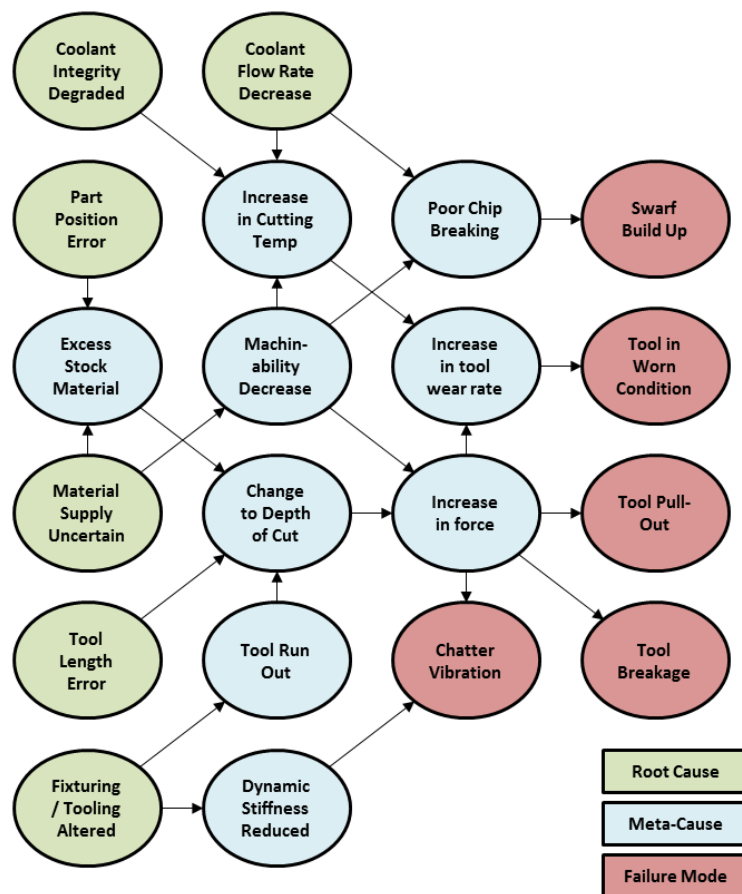 Coolant
Integrity
Degraded
Coolant
Flow Rate
Decrease
Part
Position
Error
Increase
in Cutting
Temp
Poor Chip
Breaking
Swarf
Build Up
Excess
Stock
Material
Machin-
ability
Decrease
Increase
in tool
wear rate
Tool in
Worn
Condition
Material
Supply
Uncertain
Change
to Depth
of Cut
Increase
in force
Tool Pull-
Out
Tool
Length
Error
Tool Run
Out
Chatter
Vibration
Tool
Breakage
Fixturing
/ Tooling
Altered
Dynamic
Stiffness
Reduced
Root Cause
Meta-Cause
Failure Mode